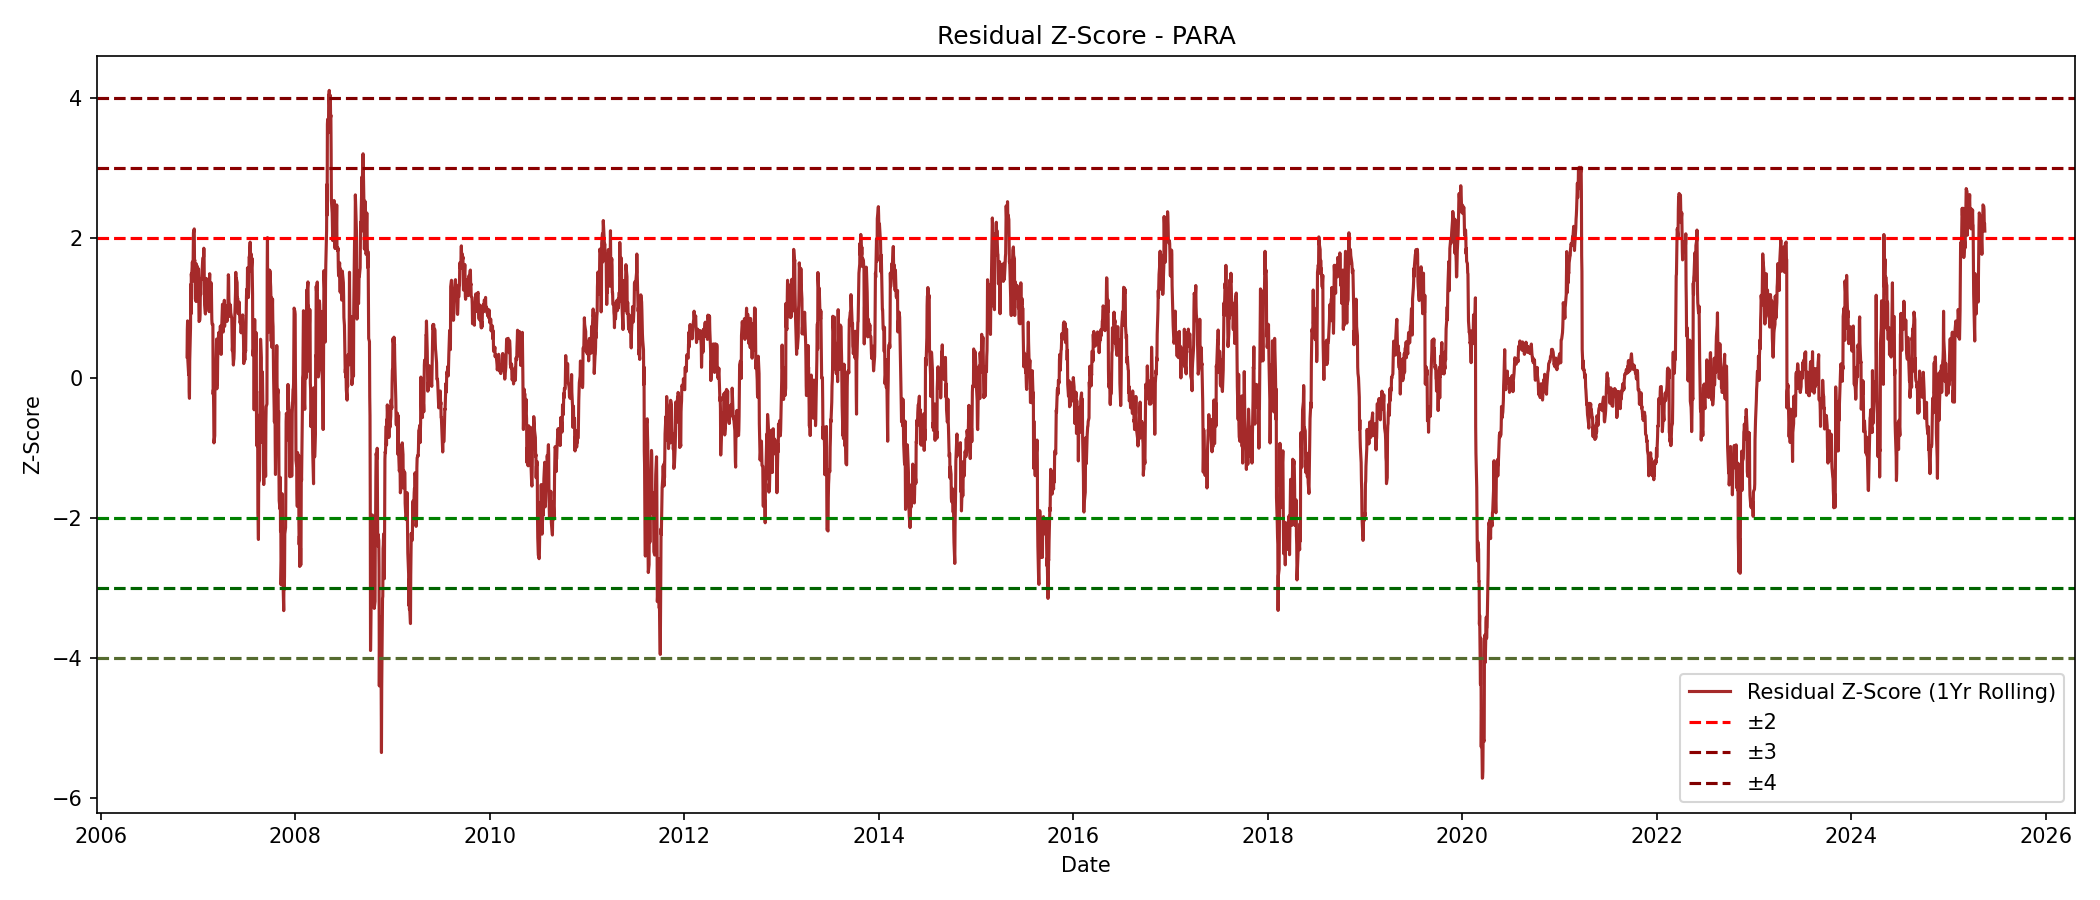 Residual Z-Score - PARA
4
3
2
0
−2
−4
−6
Z-Score
2006 2008 2010 2012 2014 2016 2018 2020 2022 2024 2026
Date
Residual Z-Score (1Yr Rolling)
±2
±3
±4